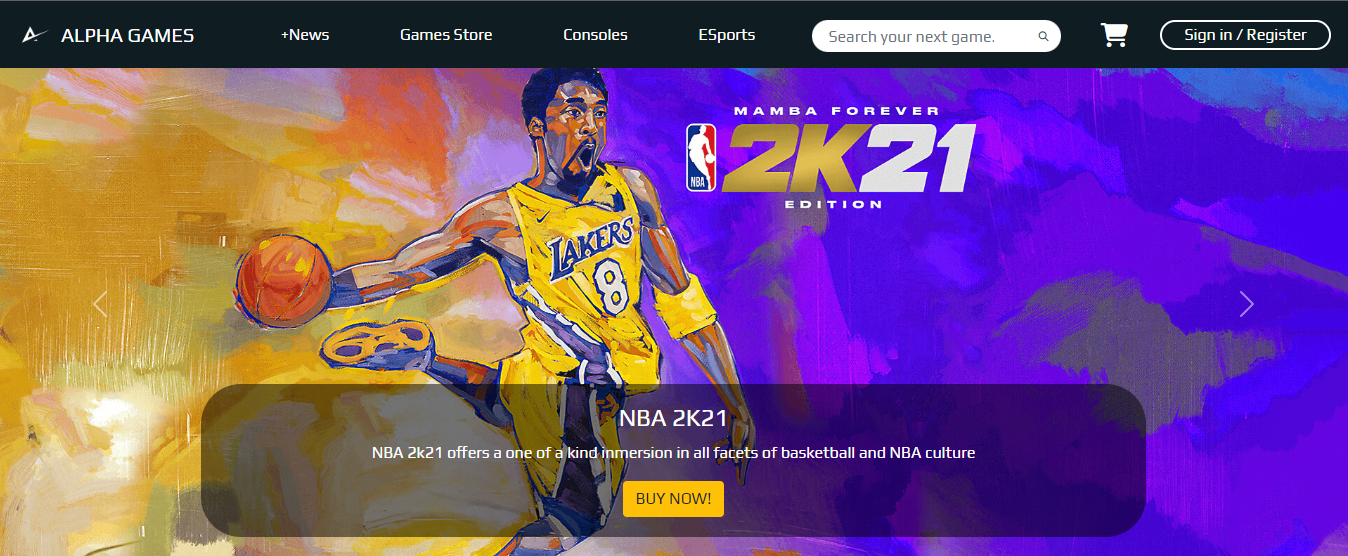 ALPHA GAMES
+News
Games Store
Consoles
ESports
Search your next game.
Sign in / Register
MAMBA FOREVER
NBA
2K21
EDITION
LAKERS
8
NBA 2K21
NBA 2k21 offers a one of a kind inmersion in all facets of basketball and NBA culture
BUY NOW!